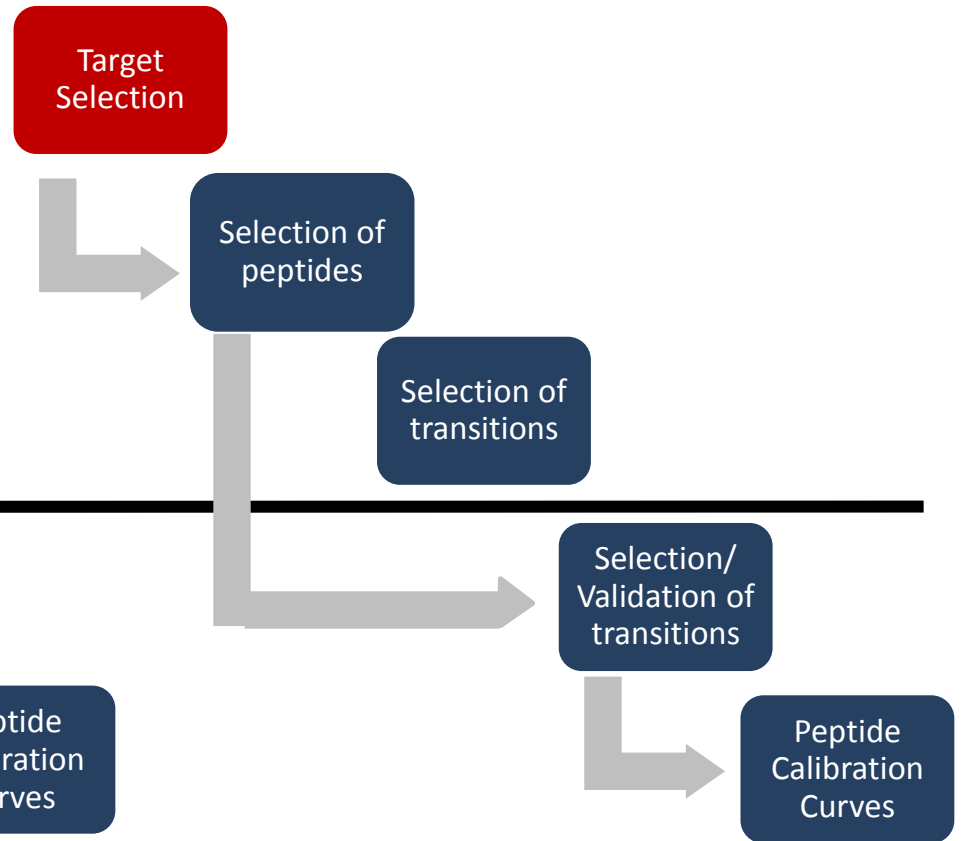 Target
Selection
Selection of
peptides
Selection of
transitions
Selection/
Validation of
transitions
Peptide
Calibration
Curves